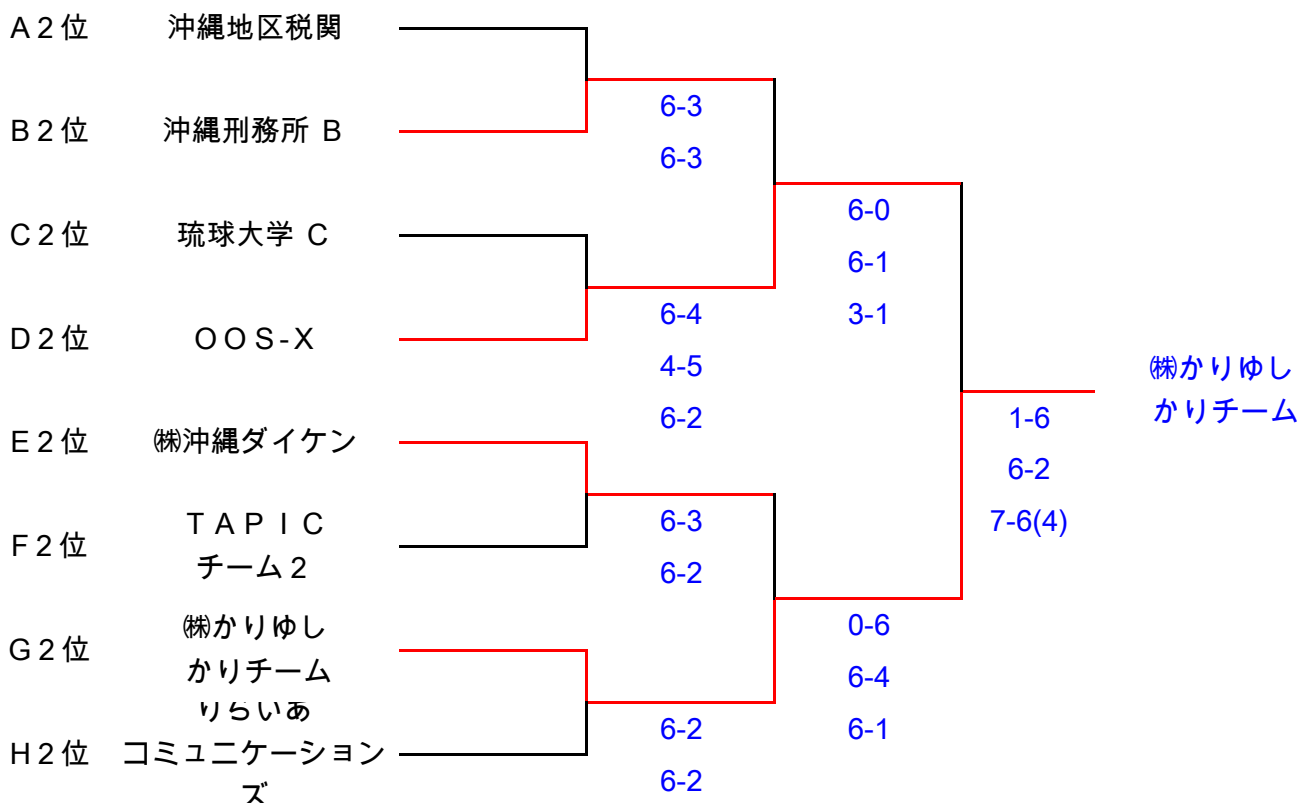 A２位 沖縄地区税関
6-3
B２位 沖縄刑務所 B
6-3
C２位 琉球大学 C
6-0
6-1
6-4
3-1
D２位 ＯＯＳ-X
4-5
㈱かりゆし
かりチーム
6-2
1-6
E２位 ㈱沖縄ダイケン
6-2
ＴＡＰＩＣ
6-3
7-6(4)
F２位
チーム２
6-2
㈱かりゆし
0-6
G２位
かりチーム
6-4
りらいあ
6-2
6-1
H２位 コミュニケーション
ズ
6-2